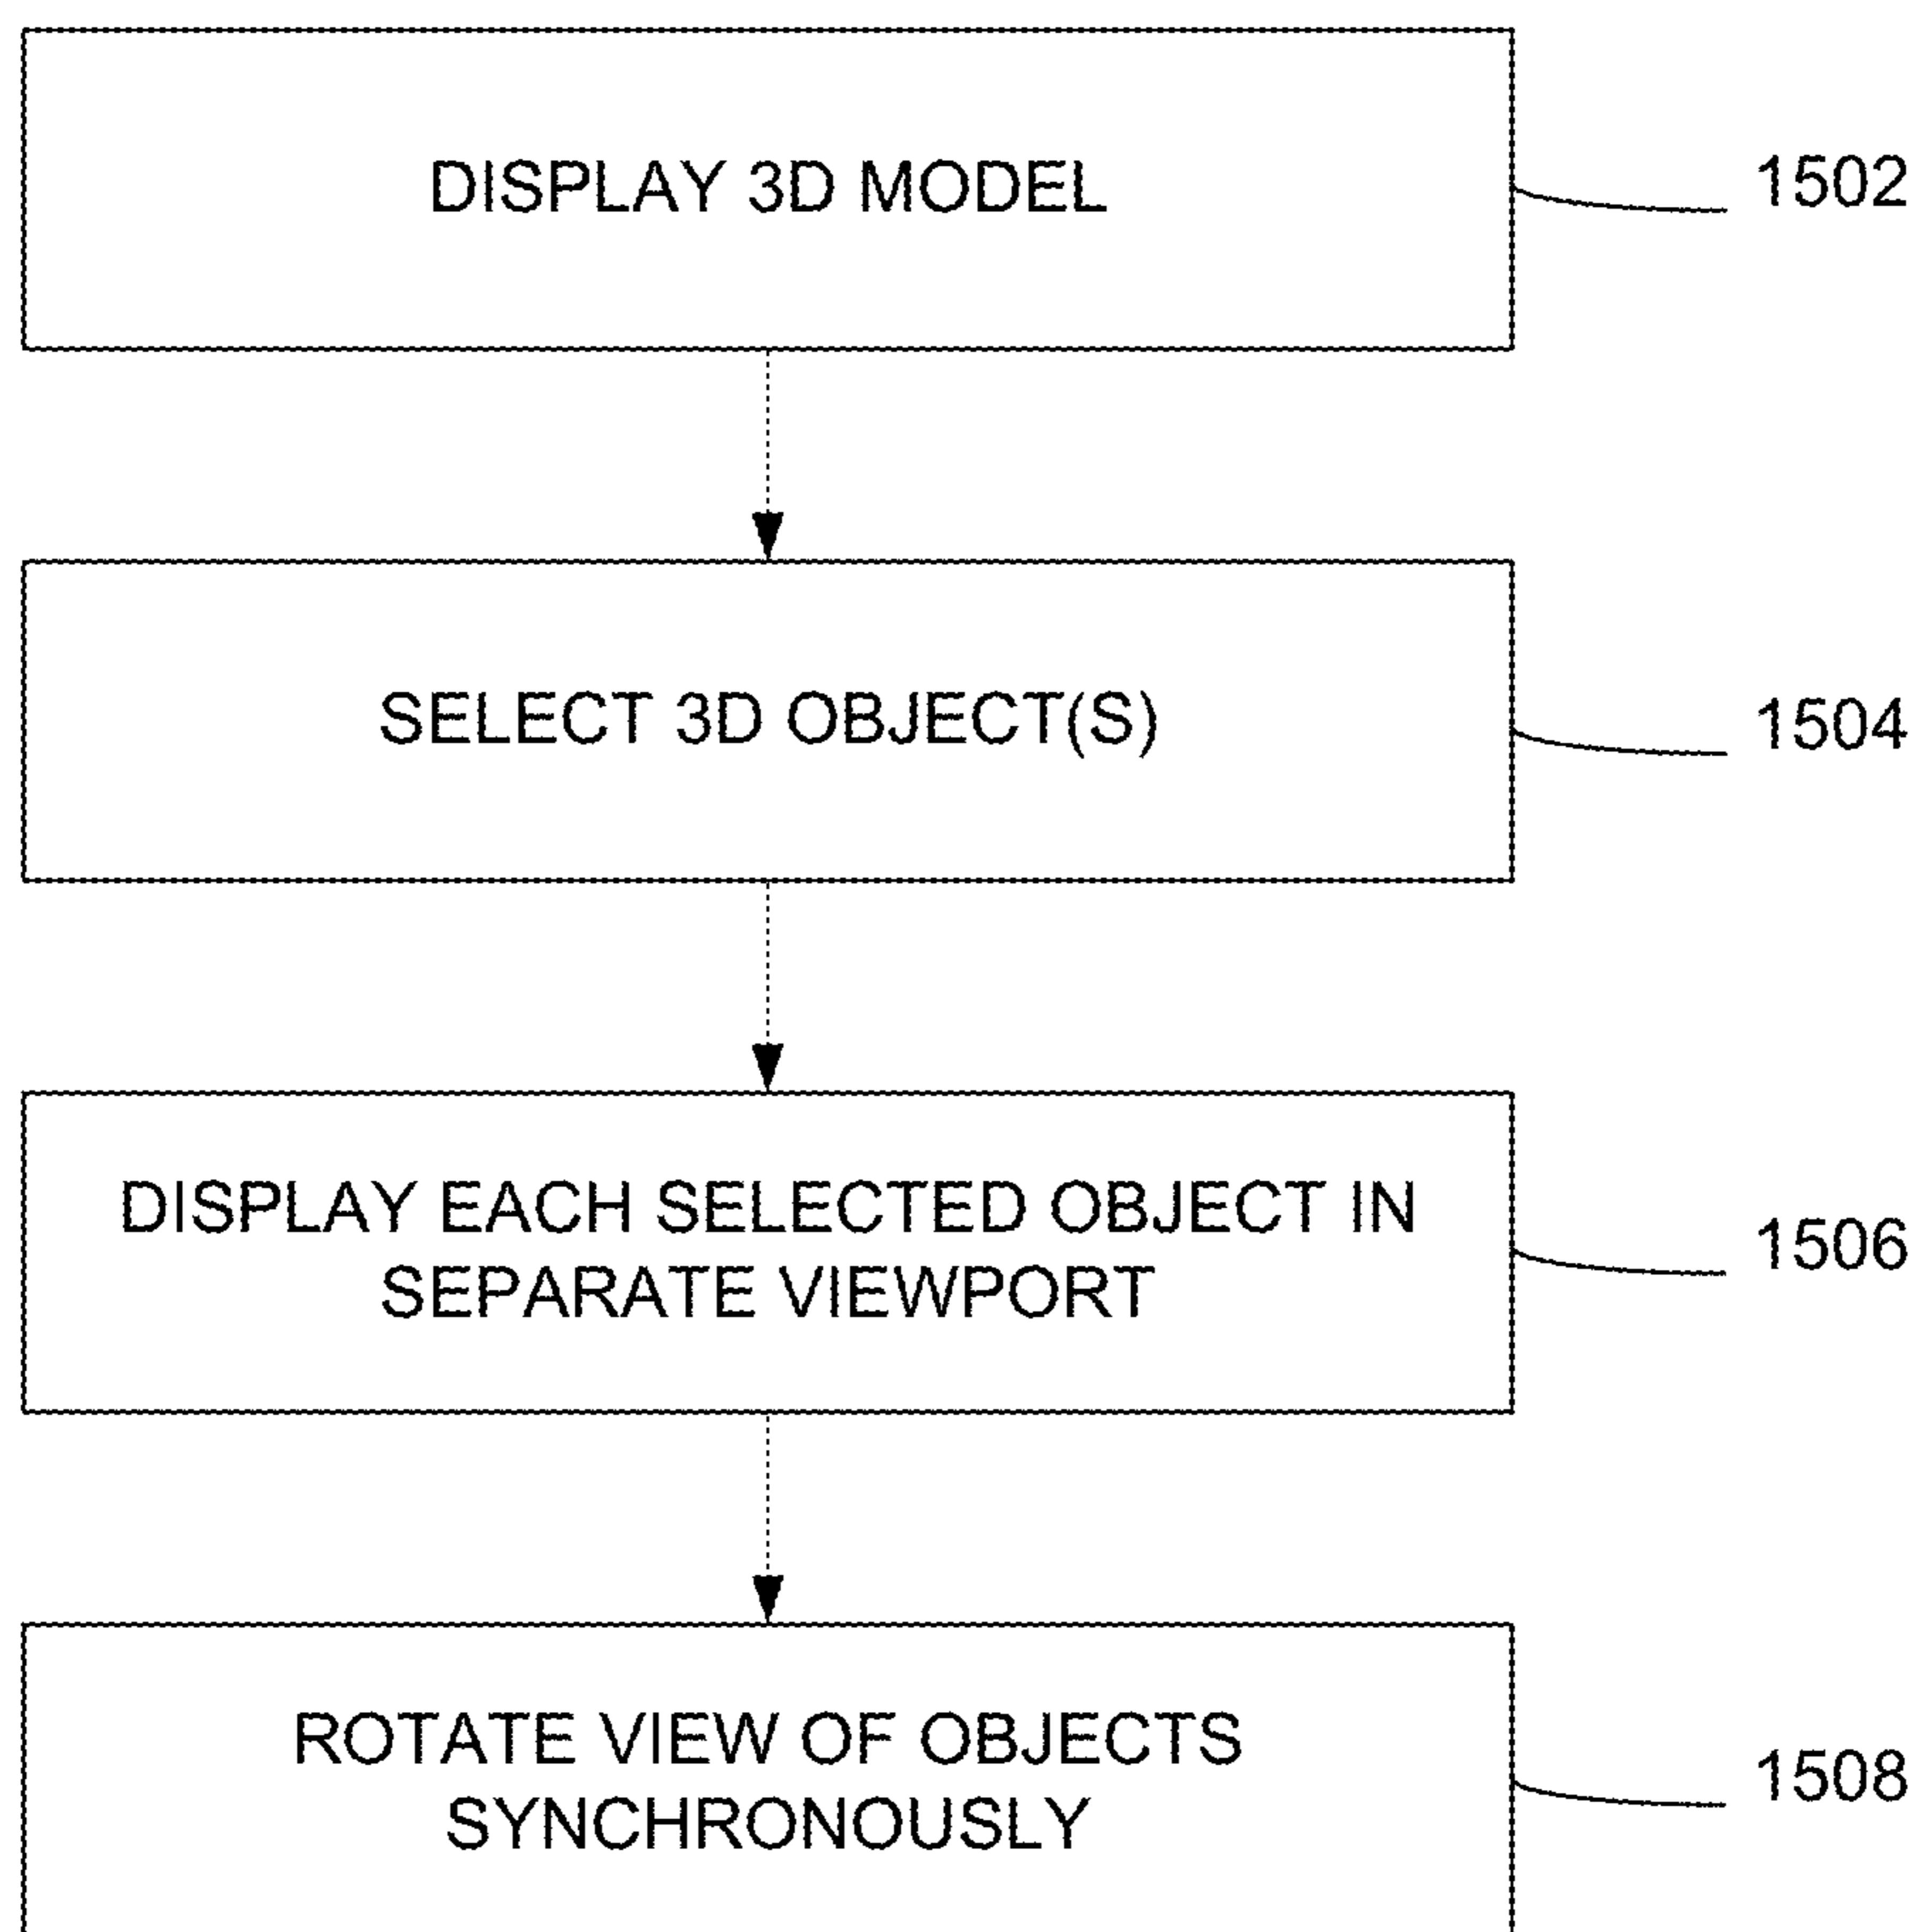 DISPLAY 3D MODEL
1502
SELECT 3D OBJECT(S)
1504
DISPLAY EACH SELECTED OBJECT IN
SEPARATE VIEWPORT
1506
ROTATE VIEW OF OBJECTS
SYNCHRONOUSLY
1508